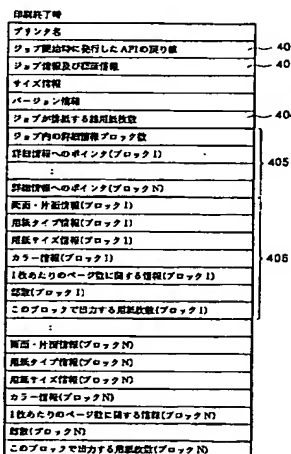 印刷終了時
プリンタ名
ジョブ開始時に発行したAPIの戻り値
40
ジョブ情報及び認証情報
40
サイズ情報
バージョン情報
ジョブが消耗する総用紙枚数
404
ジョブ内の詳細情報ブロック数
詳細情報へのポインタ(ブロック1)
:
405
詳細情報へのポインタ(ブロックN)
両面・片面情報(ブロック1)
用紙タイプ情報(ブロック1)
用紙サイズ情報(ブロック1)
カラー情報(ブロック1)
406
1枚あたりのページ数に関する情報(ブロック1)
部数(ブロック1)
このブロックで出力する用紙枚数(ブロック1)
:
両面・片面情報(ブロックN)
用紙タイプ情報(ブロックN)
用紙サイズ情報(ブロックN)
カラー情報(ブロックN)
1枚あたりのページ数に関する情報(ブロックN)
部数(ブロックN)
このブロックで出力する用紙枚数(ブロックN)